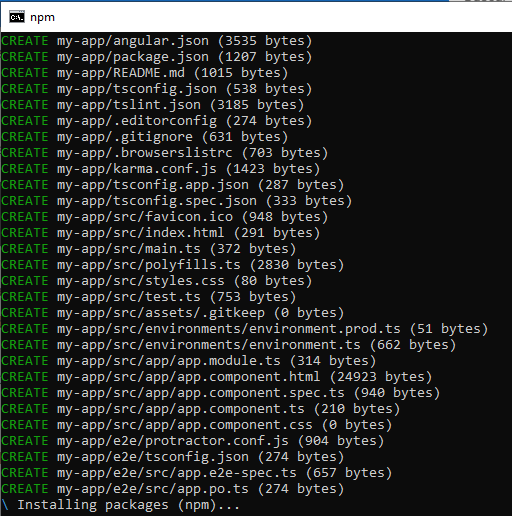 npm
CREATE my-app/angular.json (3535 bytes)
CREATE my-app/package.json (1207 bytes)
CREATE my-app/README.md (1015 bytes)
CREATE my-app/tsconfig.json (538 bytes)
CREATE my-app/tslint.json (3185 bytes)
CREATE my-app/.editorconfig (274 bytes)
CREATE my-app/.gitignore (631 bytes)
CREATE my-app/.browserslistrc (703 bytes)
CREATE my-app/karma.conf.js (1423 bytes)
CREATE my-app/tsconfig.app.json (287 bytes)
CREATE my-app/tsconfig.spec.json (333 bytes)
CREATE my-app/src/favicon.ico (948 bytes)
CREATE my-app/src/index.html (291 bytes)
CREATE my-app/src/main.ts (372 bytes)
CREATE my-app/src/polyfills.ts (2830 bytes)
CREATE my-app/src/styles.css (80 bytes)
CREATE my-app/src/test.ts (753 bytes)
CREATE my-app/src/assets/.gitkeep (0 bytes)
CREATE my-app/src/environments/environment.prod.ts (51 bytes)
CREATE my-app/src/environments/environment.ts (662 bytes)
CREATE my-app/src/app/app.module.ts (314 bytes)
CREATE my-app/src/app/app.component.html (24923 bytes)
CREATE my-app/src/app/app.component.spec.ts (940 bytes)
CREATE my-app/src/app/app.component.ts (210 bytes)
CREATE my-app/src/app/app.component.css (0 bytes)
CREATE my-app/e2e/protractor.conf.js (904 bytes)
CREATE my-app/e2e/tsconfig.json (274 bytes)
CREATE my-app/e2e/src/app.e2e-spec.ts (657 bytes)
CREATE my-app/e2e/src/app.po.ts (274 bytes)
\ Installing packages (npm)...